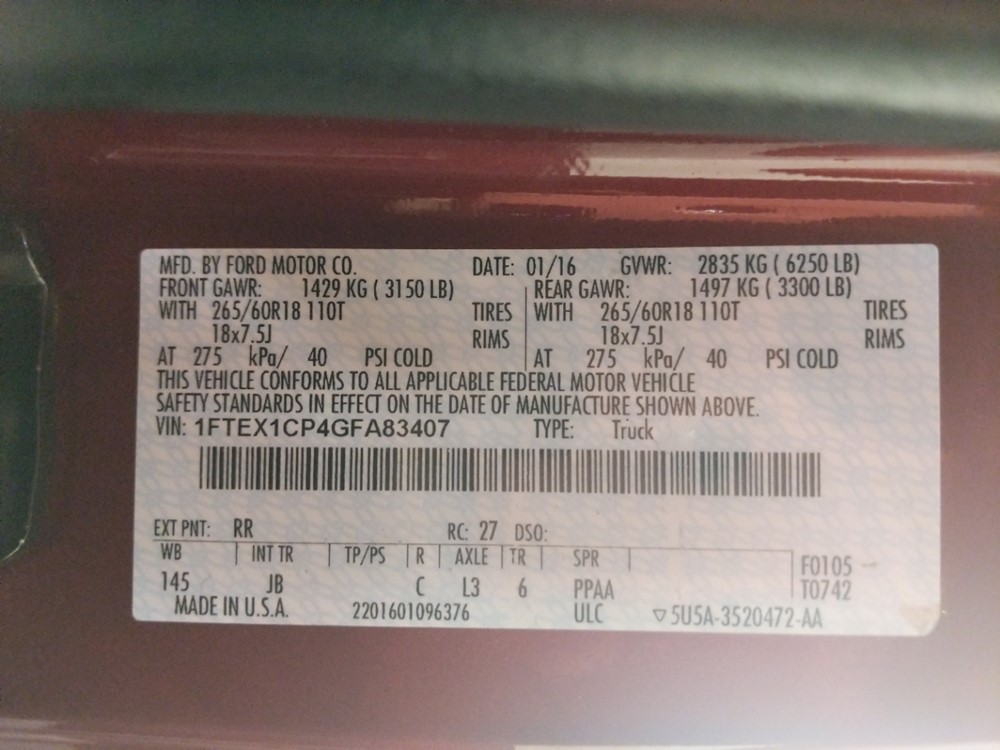 MFD. BY FORD MOTOR CO. DATE: 01/16 GVWR: 2835 KG ( 6250 LB)
FRONT GAWR: 1429 KG ( 3150 LB) REAR GAWR: 1497 KG ( 3300 LB)
WITH 265/60R18 110T TIRES WITH 265/60R18 110T TIRES
18x7.5J RIMS 18x7.5J RIMS
AT 275 kPa/ 40 PSI COLD AT 275 kPa/ 40 PSI COLD
THIS VEHICLE CONFORMS TO ALL APPLICABLE FEDERAL MOTOR VEHICLE
SAFETY STANDARDS IN EFFECT ON THE DATE OF MANUFACTURE SHOWN ABOVE.
VIN: 1FTEX1CP4GFA83407 TYPE: Truck
EXT PNT: RR RC: 27 DSO:
WB INT TR TP/PS R AXLE TR SPR F0105
145 JB C L3 6 PPAA T0742
MADE IN U.S.A. 2201601096376 ULC ▽5U5A-3520472-AA